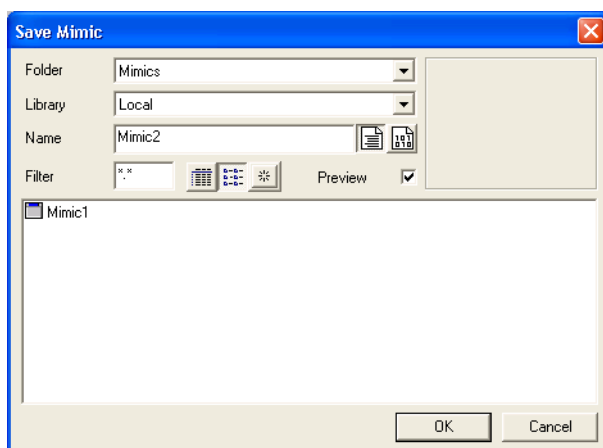 Save Mimic
Folder Mimics
Library Local
Name Mimic2
Filter *.* Preview
Mimic1
OK Cancel